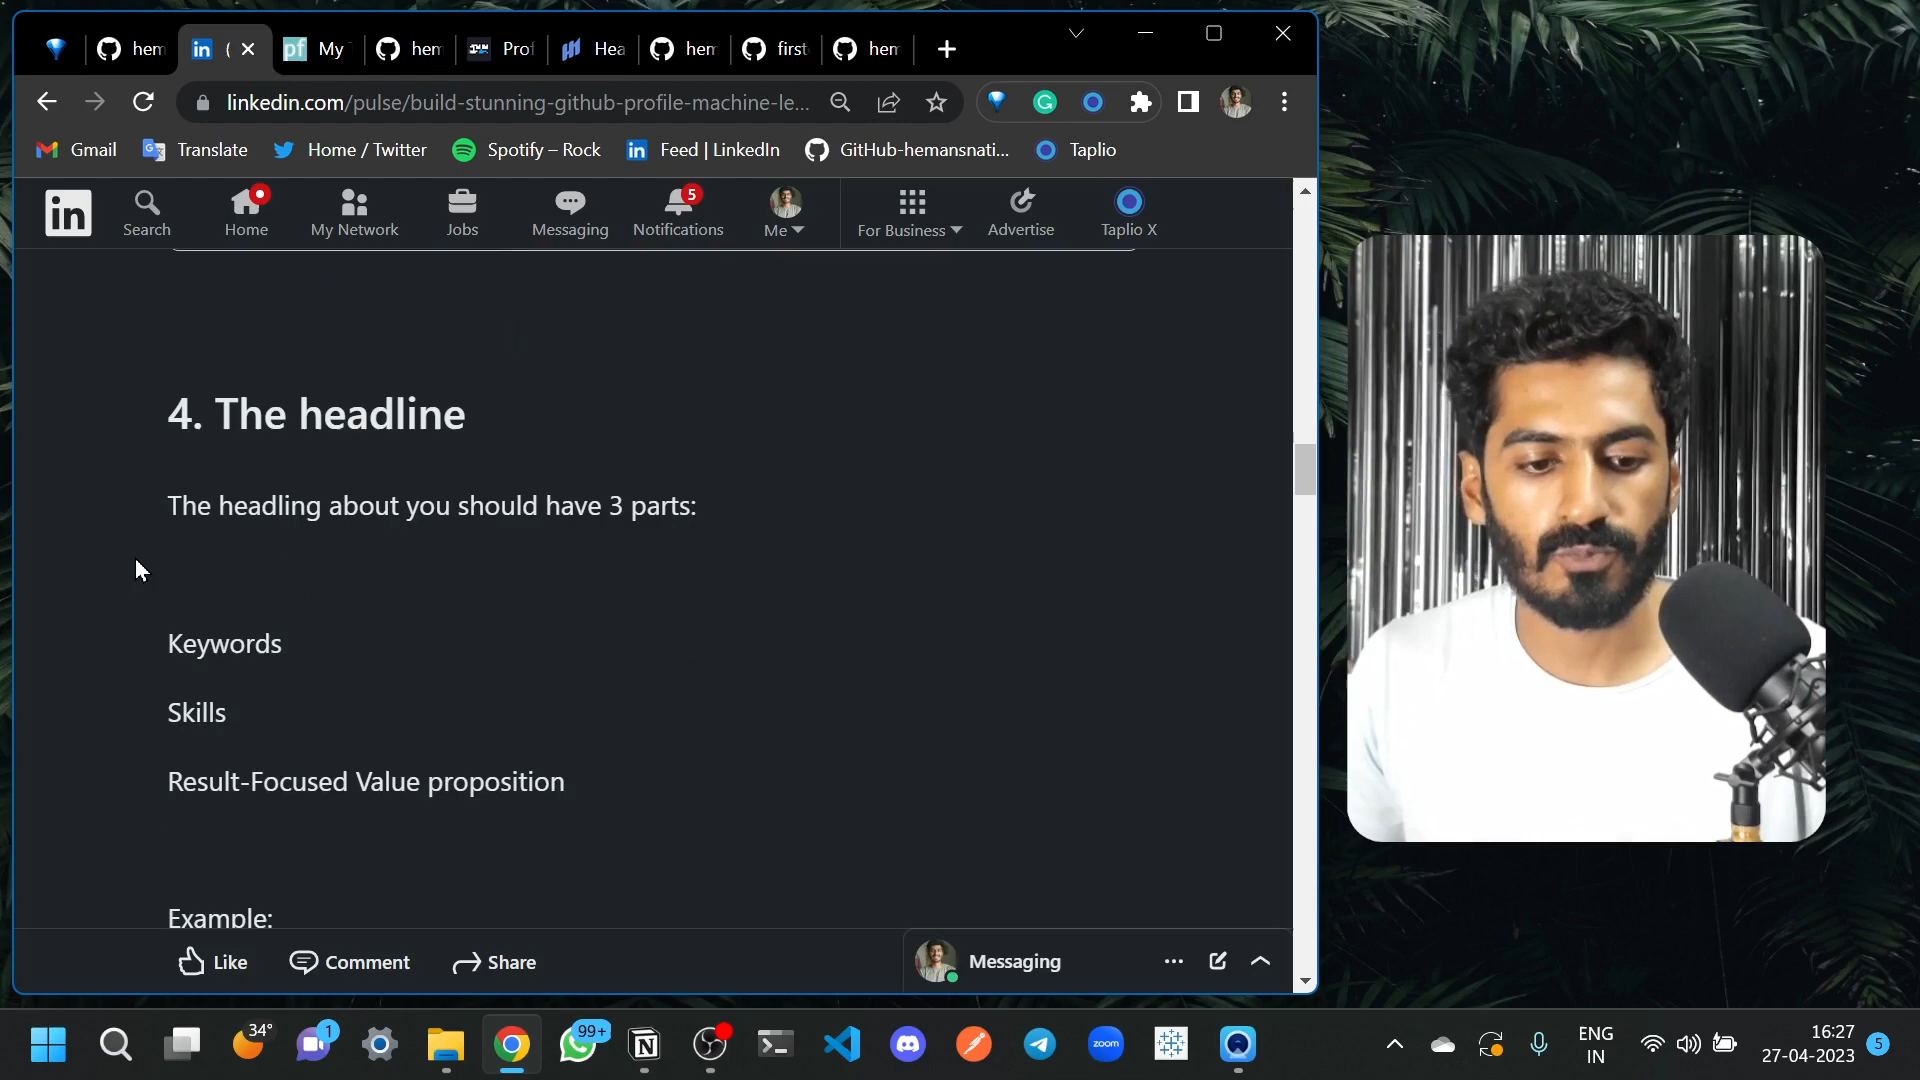 hem
(
My
hem
Prof
Hea
hem
first
hem
linkedin.com/pulse/build-stunning-github-profile-machine-le...
Gmail
Translate
Home / Twitter
Spotify – Rock
Feed | LinkedIn
GitHub-hemansnati...
Taplio
Search
Home
My Network
Jobs
Messaging
5
Notifications
Me
For Business
Advertise
Taplio X
4. The headline
The headling about you should have 3 parts:
Keywords
Skills
Result-Focused Value proposition
Example:
Like
Comment
Share
Messaging
34°
1
99+
zoom
ENG
IN
16:27
27-04-2023
5